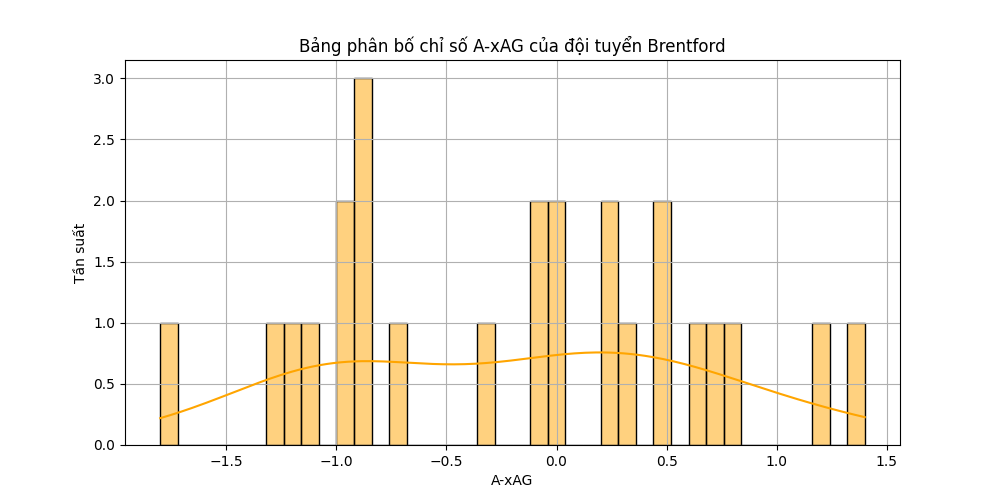 Bảng phân bố chỉ số A-xAG của đội tuyển Brentford
3.0
2.5
2.0
1.5
1.0
0.5
0.0
Tần suất
−1.5 −1.0 −0.5 0.0 0.5 1.0 1.5
A-xAG